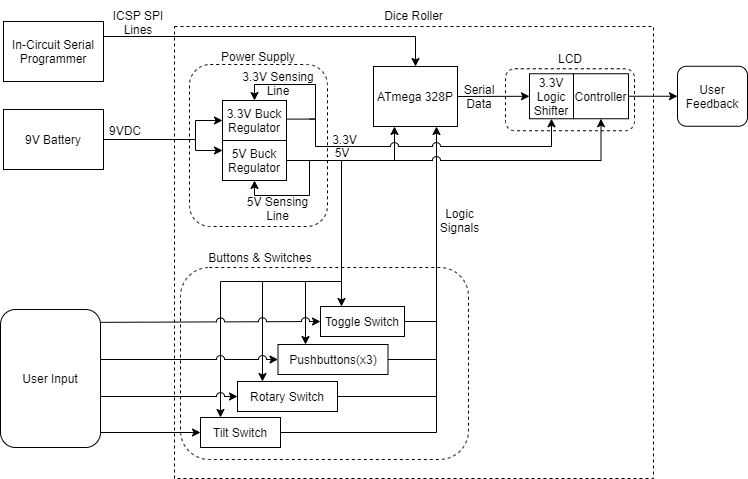 ICSP SPI
Lines
Dice Roller
In-Circuit Serial
Programmer
Power Supply
3.3V Sensing
Line
LCD
ATmega 328P
Serial
Data
3.3V
Logic
Shifter
Controller
User
Feedback
9V Battery
9VDC
3.3V Buck
Regulator
5V Buck
Regulator
3.3V
5V
5V Sensing
Line
Logic
Signals
Buttons & Switches
User Input
Toggle Switch
Pushbuttons(x3)
Rotary Switch
Tilt Switch